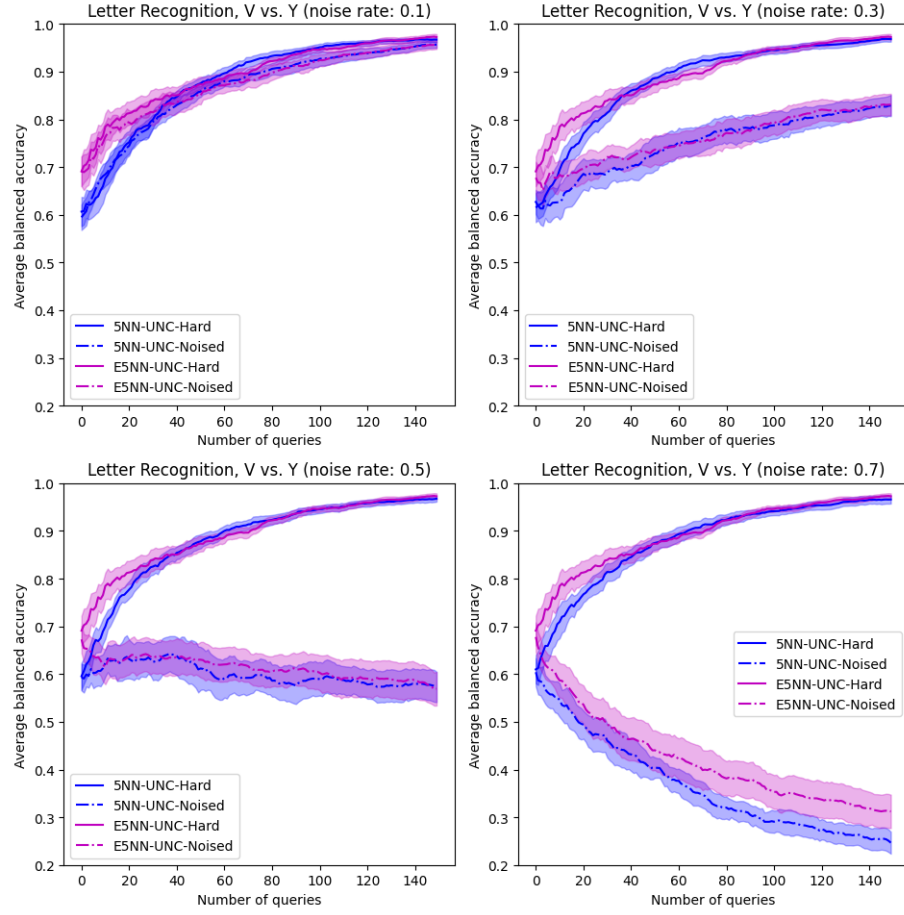 Letter Recognition, V vs. Y (noise rate: 0.1)
1.0
0.9
0.8
0.7
0.6
0.5
0.4
0.3
0.2
Average balanced accuracy
5NN-UNC-Hard
5NN-UNC-Noised
E5NN-UNC-Hard
E5NN-UNC-Noised
0 20 40 60 80 100 120 140
Number of queries
Letter Recognition, V vs. Y (noise rate: 0.3)
1.0
0.9
0.8
0.7
0.6
0.5
0.4
0.3
0.2
Average balanced accuracy
5NN-UNC-Hard
5NN-UNC-Noised
E5NN-UNC-Hard
E5NN-UNC-Noised
0 20 40 60 80 100 120 140
Number of queries
Letter Recognition, V vs. Y (noise rate: 0.5)
1.0
0.9
0.8
0.7
0.6
0.5
0.4
0.3
0.2
Average balanced accuracy
5NN-UNC-Hard
5NN-UNC-Noised
E5NN-UNC-Hard
E5NN-UNC-Noised
0 20 40 60 80 100 120 140
Number of queries
Letter Recognition, V vs. Y (noise rate: 0.7)
1.0
0.9
0.8
0.7
0.6
0.5
0.4
0.3
0.2
Average balanced accuracy
5NN-UNC-Hard
5NN-UNC-Noised
E5NN-UNC-Hard
E5NN-UNC-Noised
0 20 40 60 80 100 120 140
Number of queries